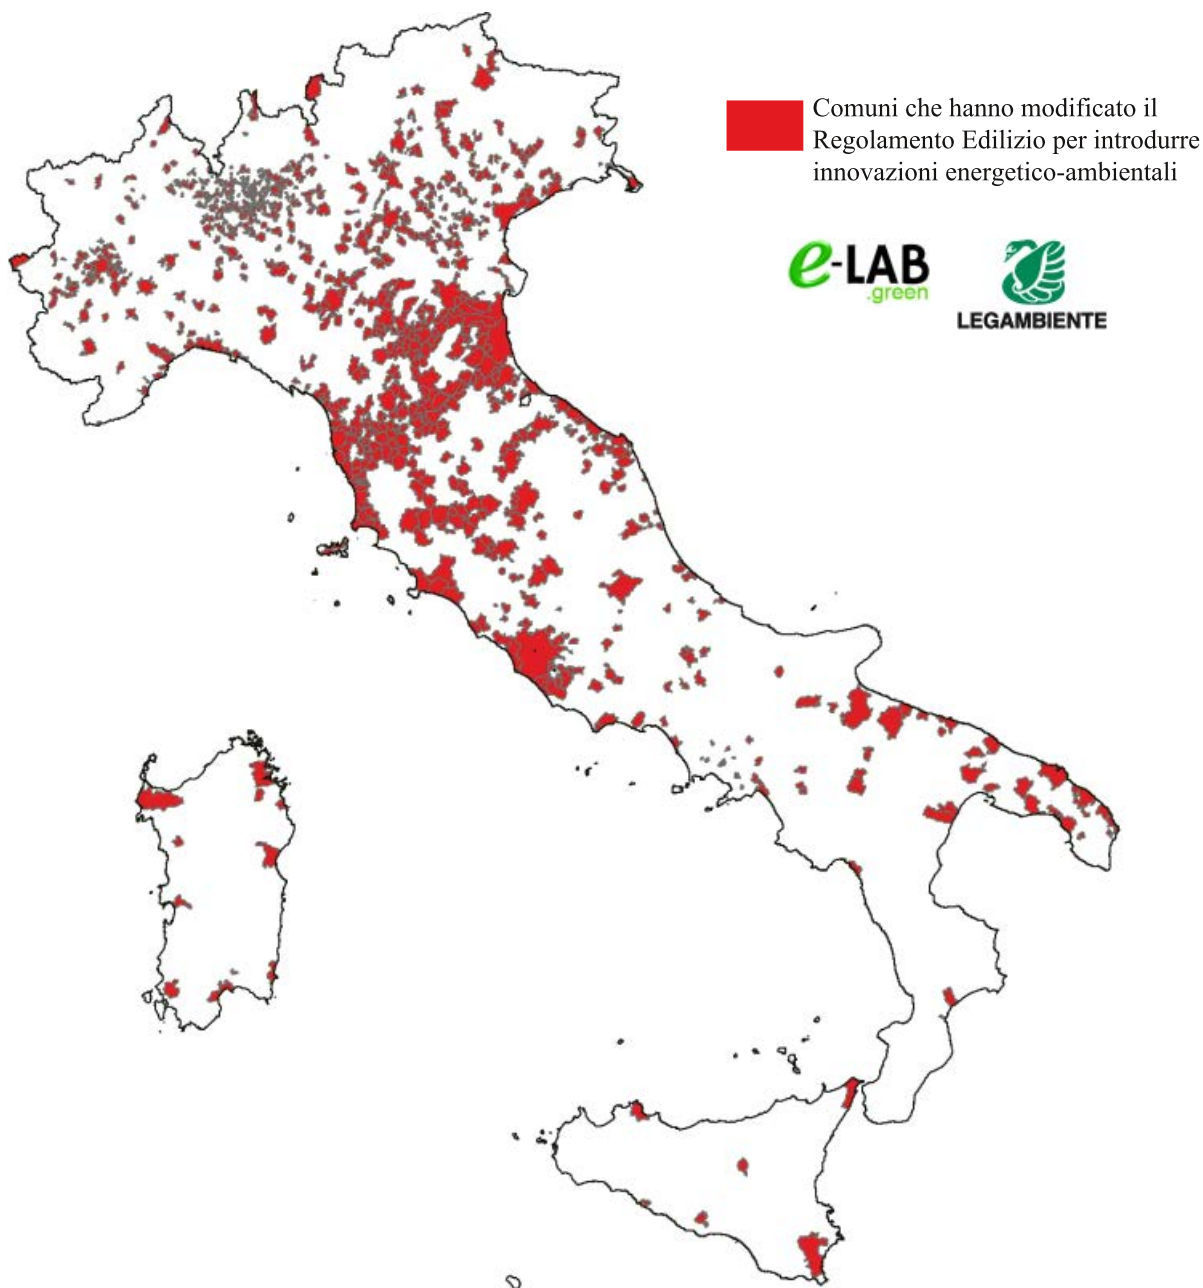 Comuni che hanno modificato il
Regolamento Edilizio per introdurre
innovazioni energetico-ambientali
e-LAB
.green
LEGAMBIENTE